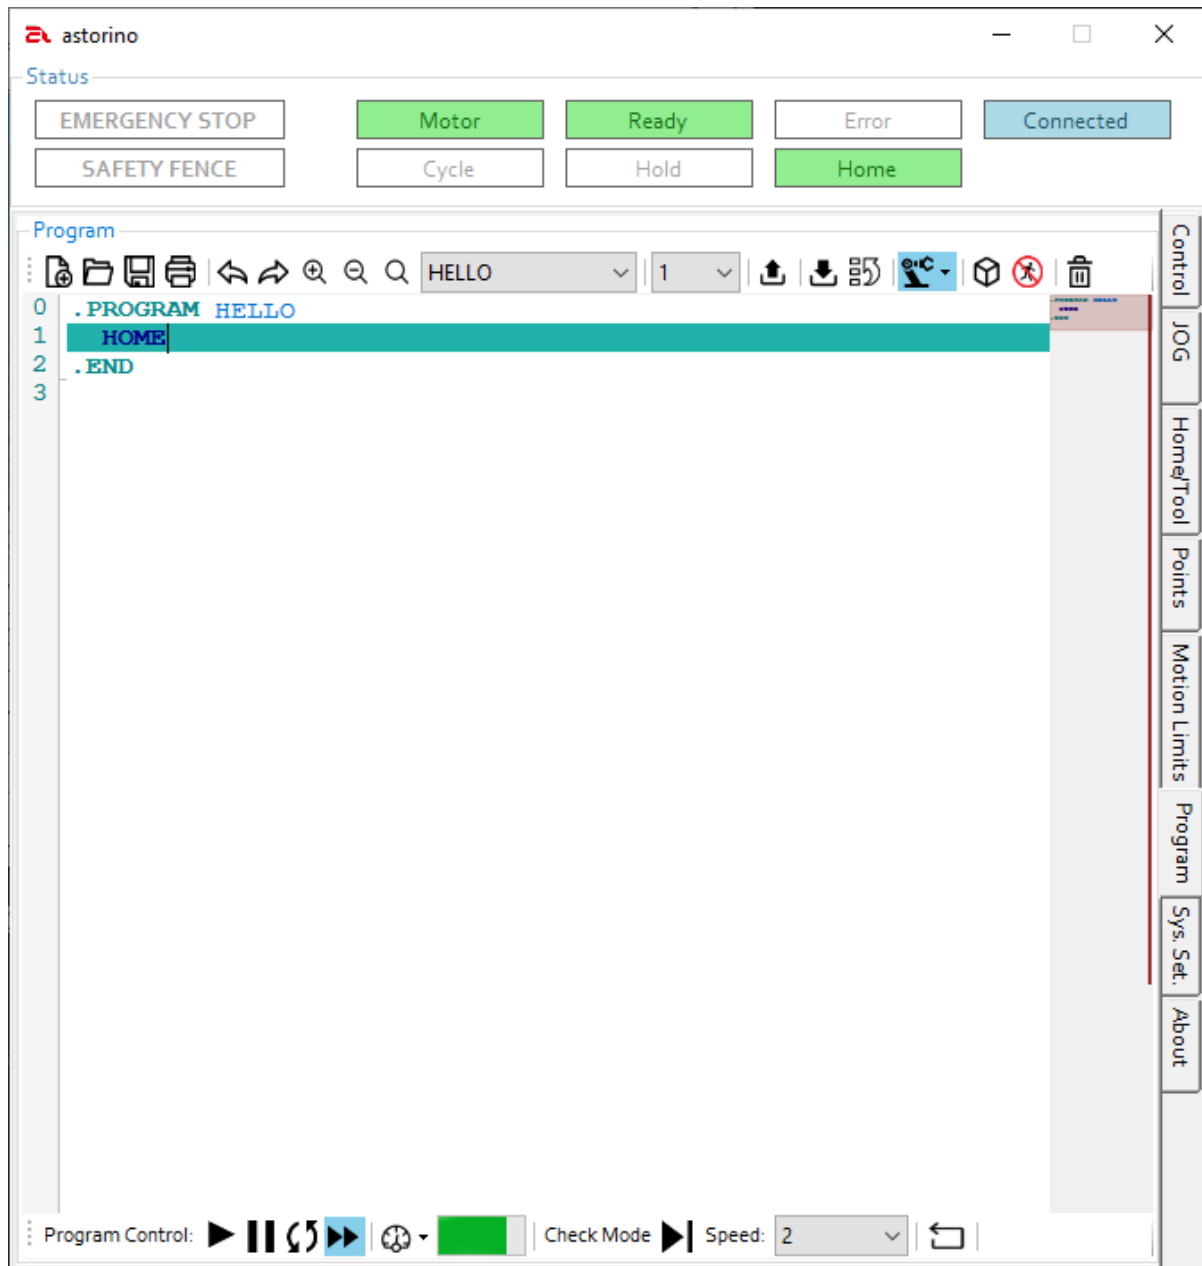 astorino
Status
EMERGENCY STOP
Motor
Ready
Error
Connected
SAFETY FENCE
Cycle
Hold
Home
Program
HELLO
1
0 .PROGRAM HELLO
1 HOME
2 .END
3
Control
JOG
Home/Tool
Points
Motion Limits
Program
Sys. Set.
About
Program Control:
Check Mode
Speed: 2